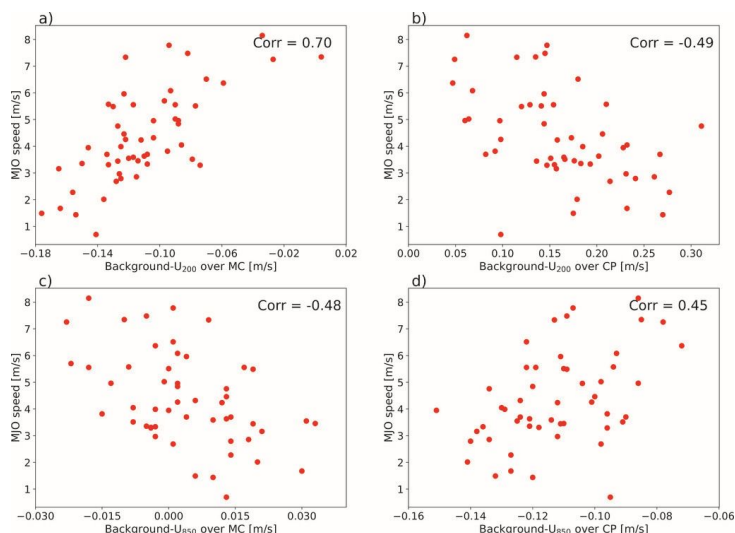 a)
Corr = 0.70
MJO speed [m/s]
8
7
6
5
4
3
2
1
−0.18 −0.14 −0.10 −0.06 −0.02 0.02
Background-U200 over MC [m/s]
b)
Corr = -0.49
MJO speed [m/s]
8
7
6
5
4
3
2
1
0.00 0.05 0.10 0.15 0.20 0.25 0.30
Background-U200 over CP [m/s]
c)
Corr = -0.48
MJO speed [m/s]
8
7
6
5
4
3
2
1
−0.030 −0.015 0.000 0.015 0.030
Background-U850 over MC [m/s]
d)
Corr = 0.45
MJO speed [m/s]
8
7
6
5
4
3
2
1
−0.16 −0.14 −0.12 −0.10 −0.08 −0.06
Background-U850 over CP [m/s]